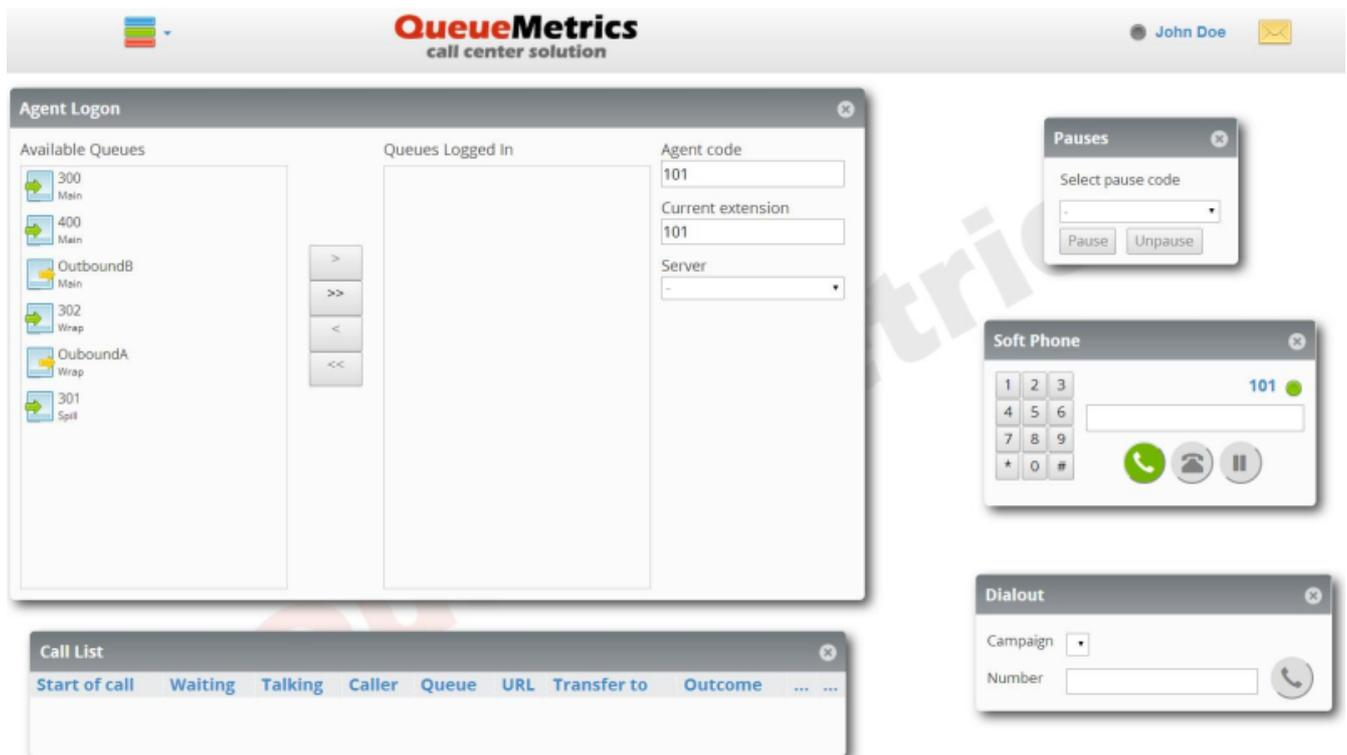 QueueMetrics
call center solution
John Doe
Agent Logon
Available Queues
Queues Logged In
Agent code
300
Main
101
400
Main
Current extension
101
OutboundB
Main
Server
-
302
Wrap
OuboundA
Wrap
301
Spill
>
>>
<
<<
Pauses
Select pause code
-
Pause Unpause
Soft Phone
1 2 3
101
4 5 6
7 8 9
* 0 #
Dialout
Campaign
Number
Call List
Start of call Waiting Talking Caller Queue URL Transfer to Outcome ... ...